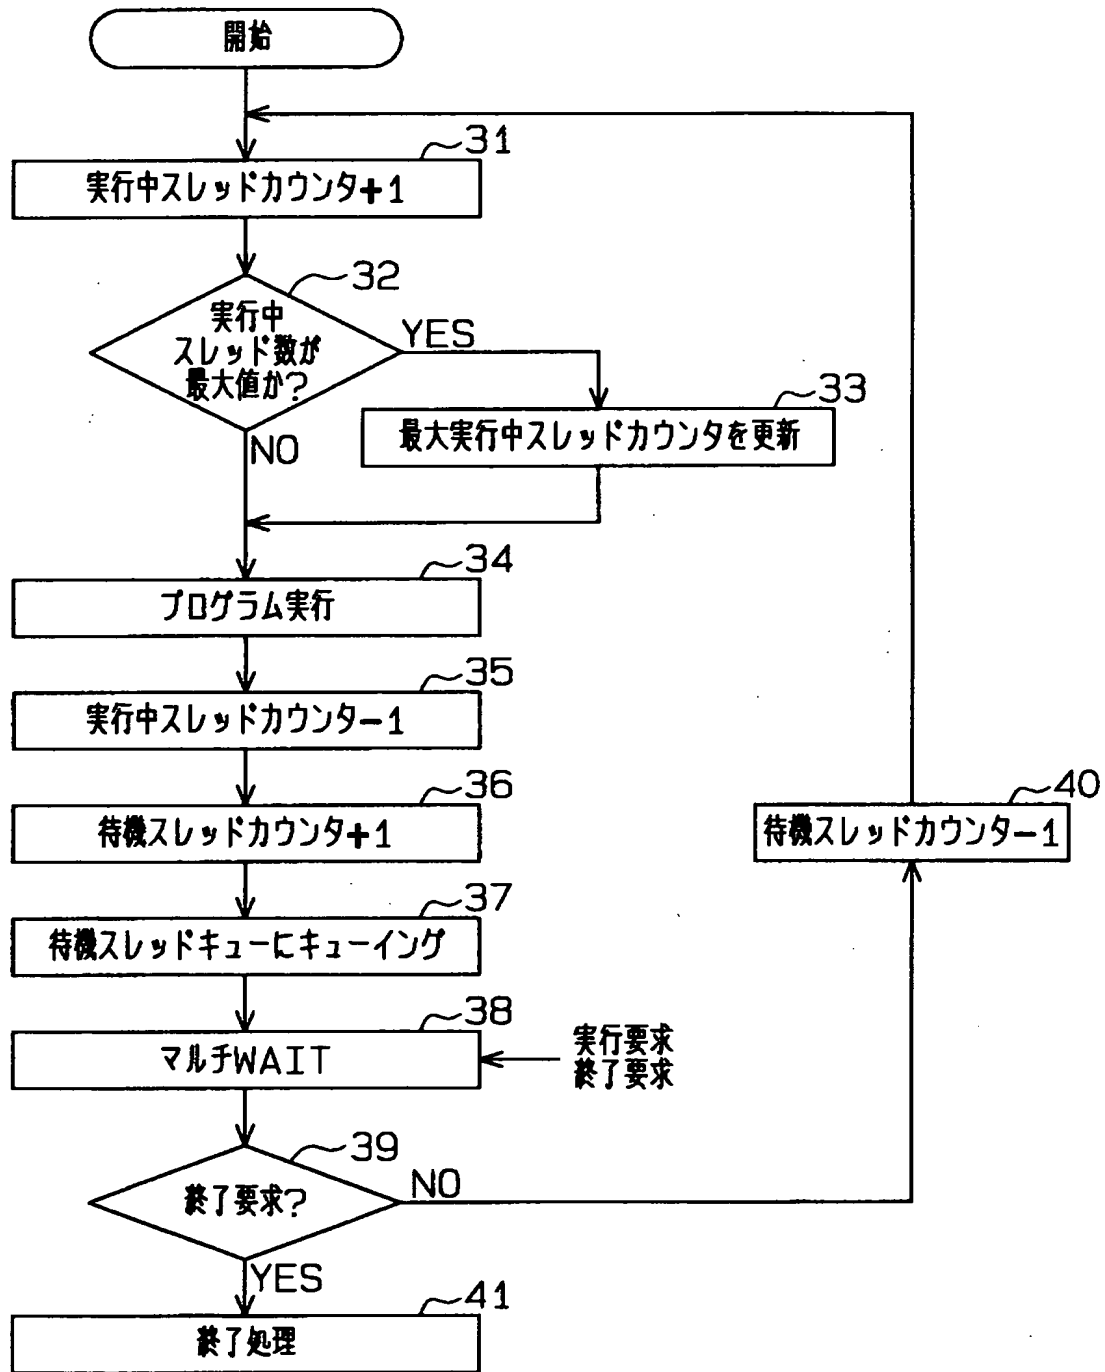 開始
31
実行中スレッドカウンタ+1
32
実行中
スレッド数が
最大値か?
YES
33
最大実行中スレッドカウンタを更新
NO
34
プログラム実行
35
実行中スレッドカウンタ-1
36
待機スレッドカウンタ+1
40
待機スレッドカウンタ-1
37
待機スレッドキューにキューイング
38
マルチWAIT
実行要求
終了要求
39
終了要求?
NO
YES
41
終了処理